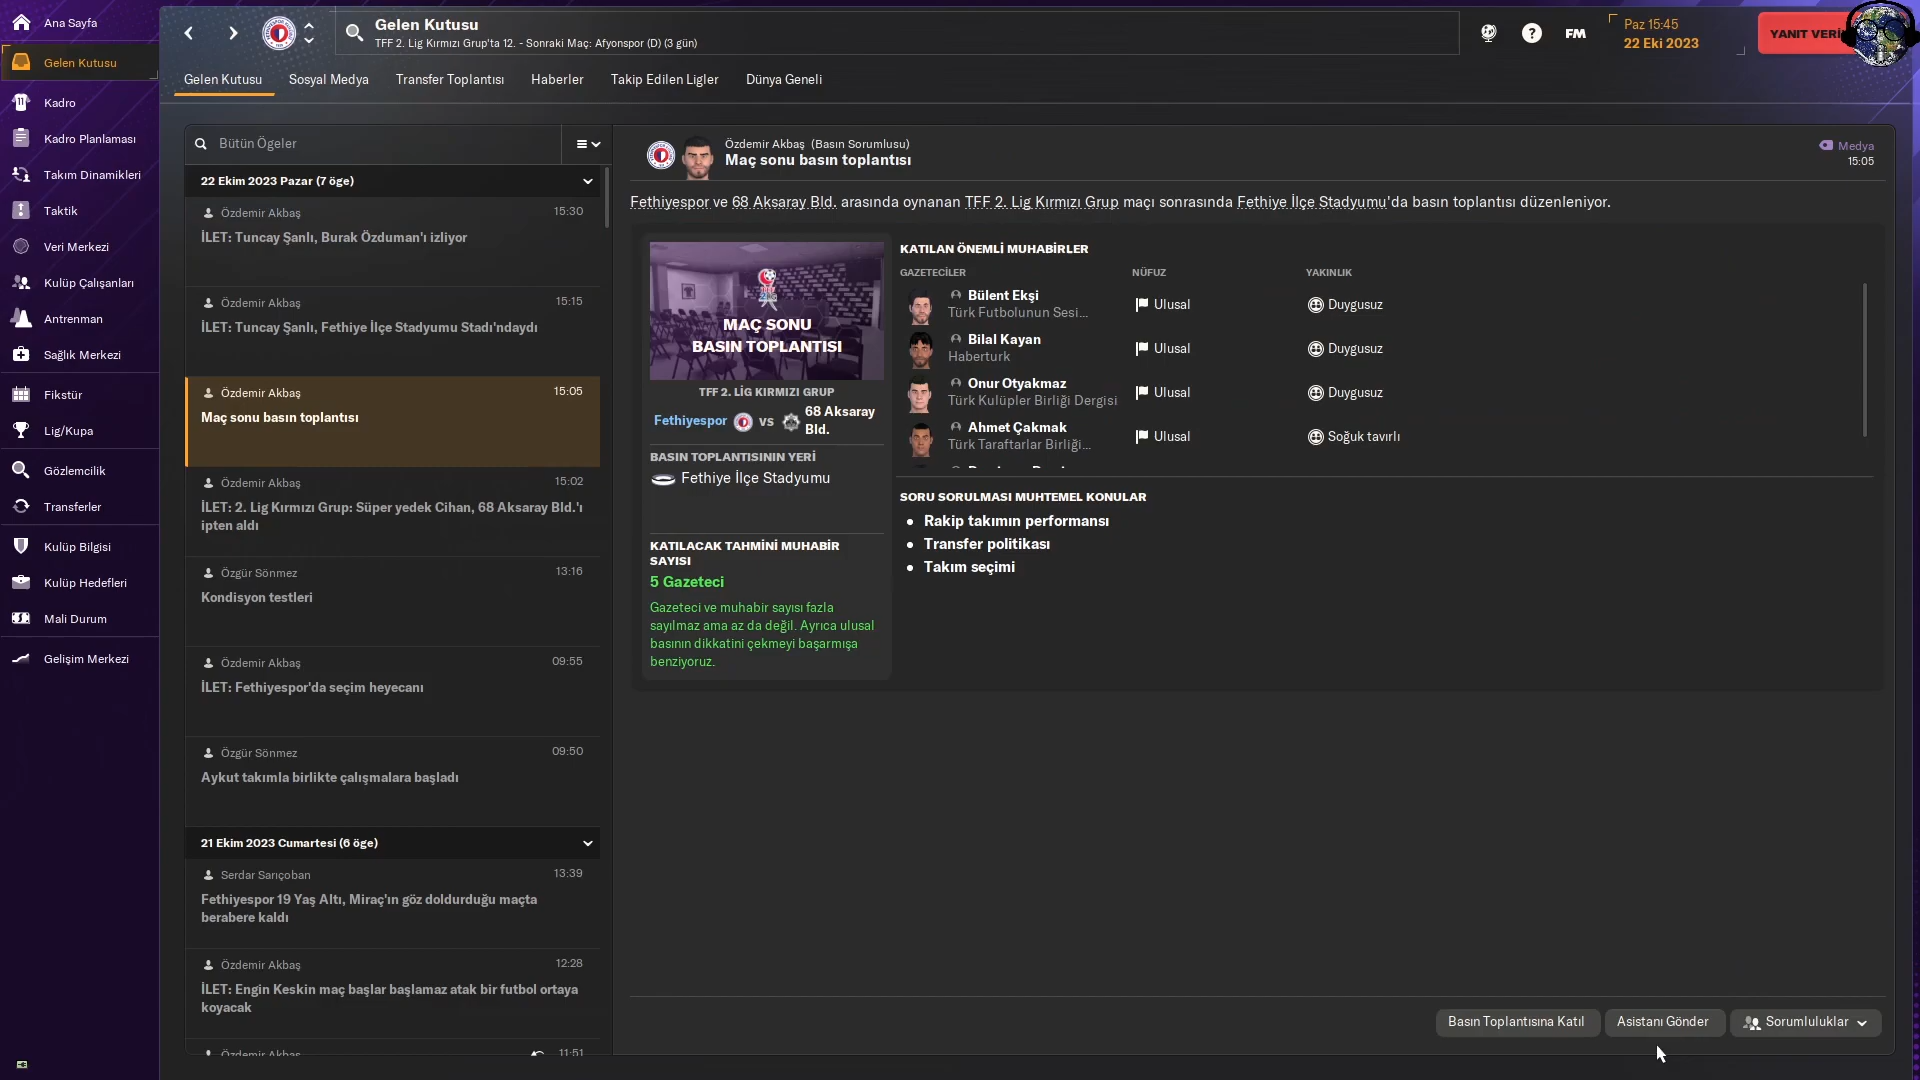 Ana Sayfa
Gelen Kutusu
Kadro
Kadro Planlaması
Takım Dinamikleri
Taktik
Veri Merkezi
Kulüp Çalışanları
Antrenman
Sağlık Merkezi
Fikstür
Lig/Kupa
Gözlemcilik
Transferler
Kulüp Bilgisi
Kulüp Hedefleri
Mali Durum
Gelişim Merkezi
Gelen Kutusu
TFF 2. Lig Kırmızı Grup'ta 12. - Sonraki Maç: Afyonspor (D) (3 gün)
FM
Paz 15:45
22 Eki 2023
Gelen Kutusu Sosyal Medya Transfer Toplantısı Haberler Takip Edilen Ligler Dünya Geneli
Bütün Ögeler
22 Ekim 2023 Pazar (7 öge)
Özdemir Akbaş 15:30
İLET: Tuncay Şanlı, Burak Özduman'ı izliyor
Özdemir Akbaş 15:15
İLET: Tuncay Şanlı, Fethiye İlçe Stadyumu Stadı'ndaydı
Özdemir Akbaş 15:05
Maç sonu basın toplantısı
Özdemir Akbaş 15:02
İLET: 2. Lig Kırmızı Grup: Süper yedek Cihan, 68 Aksaray Bld.'ı
ipten aldı
Özgür Sönmez 13:16
Kondisyon testleri
Özdemir Akbaş 09:55
İLET: Fethiyespor'da seçim heyecanı
Özgür Sönmez 09:50
Aykut takımla birlikte çalışmalara başladı
21 Ekim 2023 Cumartesi (6 öge)
Serdar Sarıçoban 13:39
Fethiyespor 19 Yaş Altı, Miraç'ın göz doldurduğu maçta
berabere kaldı
Özdemir Akbaş 12:28
İLET: Engin Keskin maç başlar başlamaz atak bir futbol ortaya
koyacak
Özdemir Akbaş 11:51
Özdemir Akbaş (Basın Sorumlusu)
Maç sonu basın toplantısı
Medya
15:05
Fethiyespor ve 68 Aksaray Bld. arasında oynanan TFF 2. Lig Kırmızı Grup maçı sonrasında Fethiye İlçe Stadyumu'da basın toplantısı düzenleniyor.
MAÇ SONU
BASIN TOPLANTISI
TFF 2. LİG KIRMIZI GRUP
Fethiyespor vs 68 Aksaray
Bld.
BASIN TOPLANTISININ YERİ
Fethiye İlçe Stadyumu
KATILACAK TAHMİNİ MUHABİR
SAYISI
5 Gazeteci
Gazeteci ve muhabir sayısı fazla
sayılmaz ama az da değil. Ayrıca ulusal
basının dikkatini çekmeyi başarmışa
benziyoruz.
KATILAN ÖNEMLİ MUHABİRLER
GAZETECİLER NÜFUZ YAKINLIK
Bülent Ekşi
Türk Futbolunun Sesi...
Ulusal Duygusuz
Bilal Kayan
Haberturk
Ulusal Duygusuz
Onur Otyakmaz
Türk Kulüpler Birliği Dergisi
Ulusal Duygusuz
Ahmet Çakmak
Türk Taraftarlar Birliği...
Ulusal Soğuk tavırlı
SORU SORULMASI MUHTEMEL KONULAR
Rakip takımın performansı
Transfer politikası
Takım seçimi
Basın Toplantısına Katıl Asistanı Gönder Sorumluluklar